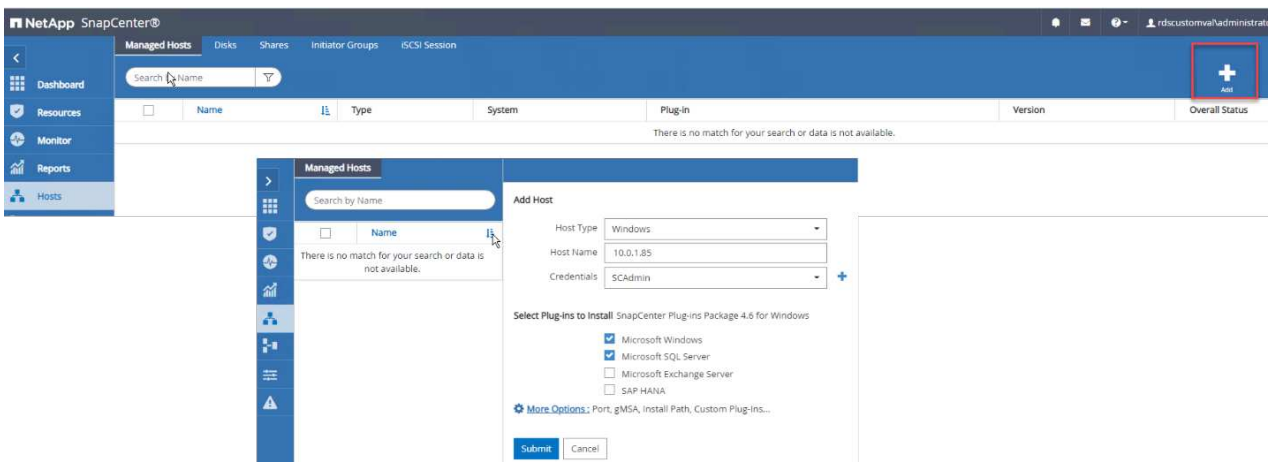 NetApp SnapCenter®
rdscustomval\administrato
Managed Hosts Disks Shares Initiator Groups iSCSI Session
Search by Name
Add
Dashboard
Name Type System Plug-in Version Overall Status
Resources
There is no match for your search or data is not available.
Monitor
Reports
Hosts
Managed Hosts
Search by Name
Name
There is no match for your search or data is
not available.
Add Host
Host Type Windows
Host Name 10.0.1.85
Credentials SCAdmin
Select Plug-ins to Install SnapCenter Plug-ins Package 4.6 for Windows
Microsoft Windows
Microsoft SQL Server
Microsoft Exchange Server
SAP HANA
More Options : Port, gMSA, Install Path, Custom Plug-Ins...
Submit Cancel